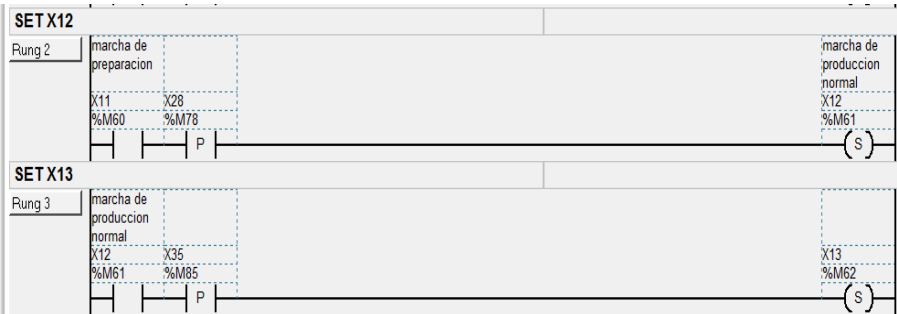 SET X12
Rung 2
marcha de
preparacion
marcha de
produccion
normal
X11 X28 X12
%M60 %M78 %M61
P S
SET X13
Rung 3
marcha de
produccion
normal
X12 X35 X13
%M61 %M85 %M62
P S